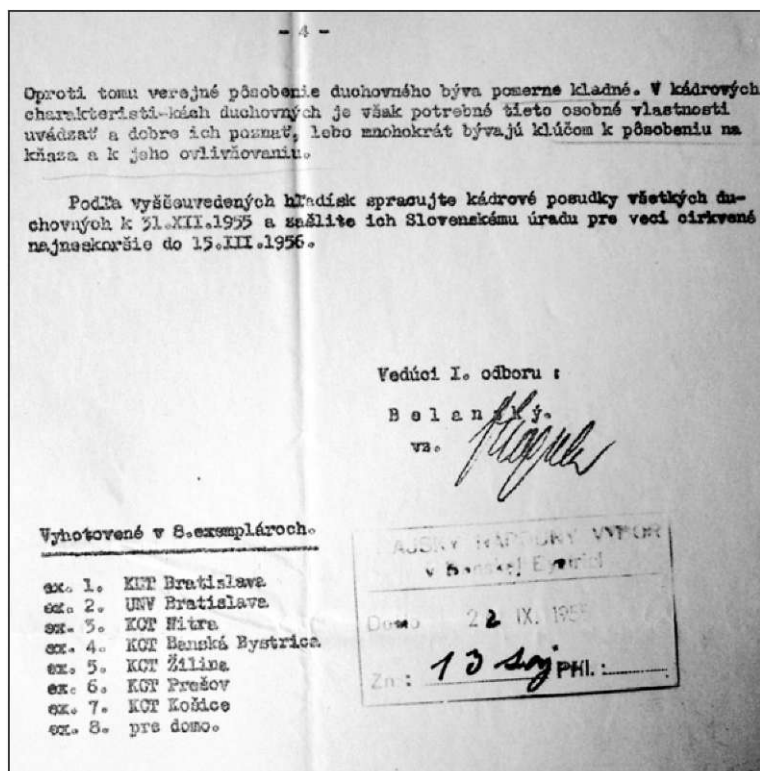 - 4 -
Oproti tomu verejné pôsobenie duchovného býva pomerne kladné. V kádrových
charakteristi-kách duchovných je však potrebné tieto osobné vlastnosti
uvádzať a dobre ich poznať, lebo mnohokrát bývajú kľúčom k pôsobeniu na
kňaza a k jeho ovlivňovaniu.
Podľa vyššeuvedených hľadísk spracujte kádrové posudky všetkých du-
chovných k 31.XII.1955 a zašlite ich Slovenskému úradu pre veci cirkevné
najneskoršie do 15.III.1956.
Vedúci I. odboru :
B e l a n s k ý.
vz.
Vyhotovené v 8.exemplároch.
AJSKÝ NÁRODNÝ VÝBOR
v Banskej Bystrici
Došlo 22 IX. 1955
Zn.: 13 taj Príl.:
ex. 1. KCT Bratislava
ex. 2. UNV Bratislava
ex. 3. KCT Nitra
ex. 4. KCT Banská Bystrica
ex. 5. KCT Žilina
ex. 6. KCT Prešov
ex. 7. KCT Košice
ex. 8. pre domo.